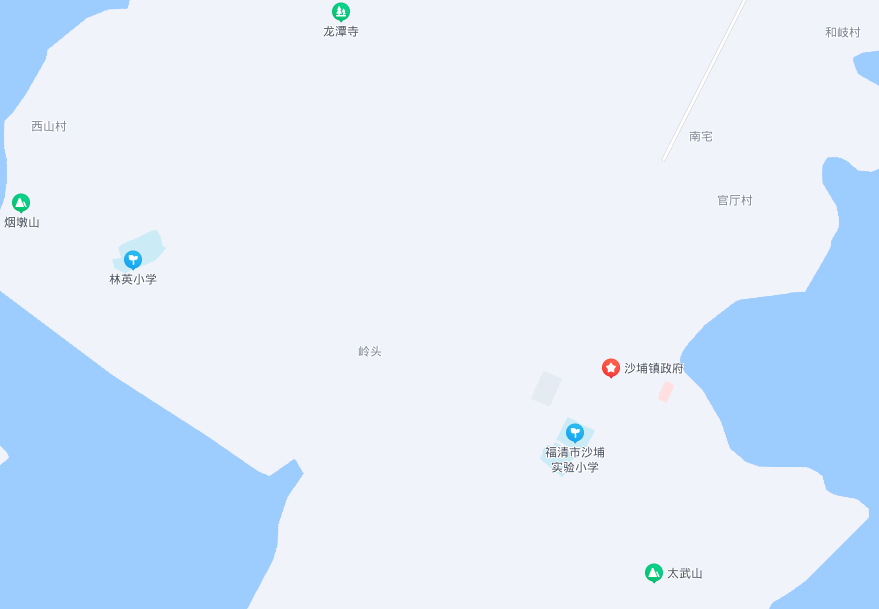 龙潭寺
和岐村
西山村
南宅
官厅村
烟墩山
林英小学
岭头
沙埔镇政府
福清市沙埔
实验小学
太武山